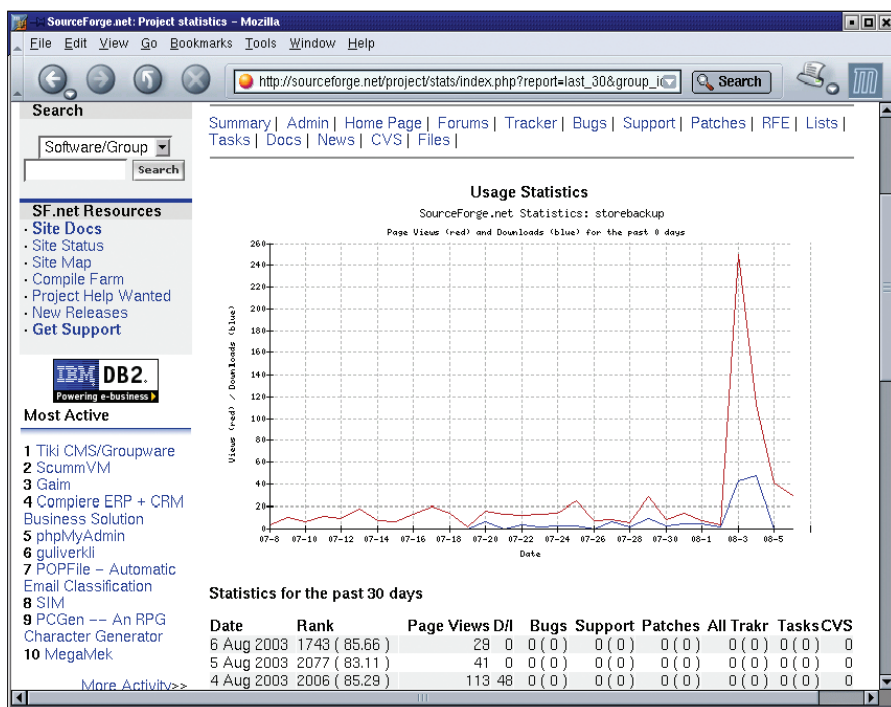 SourceForge.net: Project statistics – Mozilla
File Edit View Go Bookmarks Tools Window Help
http://sourceforge.net/project/stats/index.php?report=last_30&group_i
Search
Search
Software/Group
Search
SF.net Resources
· Site Docs
· Site Status
· Site Map
· Compile Farm
· Project Help Wanted
· New Releases
· Get Support
IBM DB2.
Powering e-business
Most Active
1 Tiki CMS/Groupware
2 ScummVM
3 Gaim
4 Compiere ERP + CRM
Business Solution
5 phpMyAdmin
6 guliverkli
7 POPFile – Automatic
Email Classification
8 SIM
9 PCGen –– An RPG
Character Generator
10 MegaMek
More Activity>>
Summary | Admin | Home Page | Forums | Tracker | Bugs | Support | Patches | RFE | Lists |
Tasks | Docs | News | CVS | Files |
Usage Statistics
SourceForge.net Statistics: storebackup
Page Views (red) and Downloads (blue) for the past 0 days
Views (red) / Downloads (blue)
260
240
220
200
180
160
140
120
100
80
60
40
20
0
07-8 07-10 07-12 07-14 07-16 07-18 07-20 07-22 07-24 07-26 07-28 07-30 08-1 08-3 08-5
Date
Statistics for the past 30 days
Date Rank Page Views D/l Bugs Support Patches All Trakr Tasks CVS
6 Aug 2003 1743 ( 85.66 ) 29 0 0 ( 0 ) 0 ( 0 ) 0 ( 0 ) 0 ( 0 ) 0 ( 0 ) 0
5 Aug 2003 2077 ( 83.11 ) 41 0 0 ( 0 ) 0 ( 0 ) 0 ( 0 ) 0 ( 0 ) 0 ( 0 ) 0
4 Aug 2003 2006 ( 85.29 ) 113 48 0 ( 0 ) 0 ( 0 ) 0 ( 0 ) 0 ( 0 ) 0 ( 0 ) 0